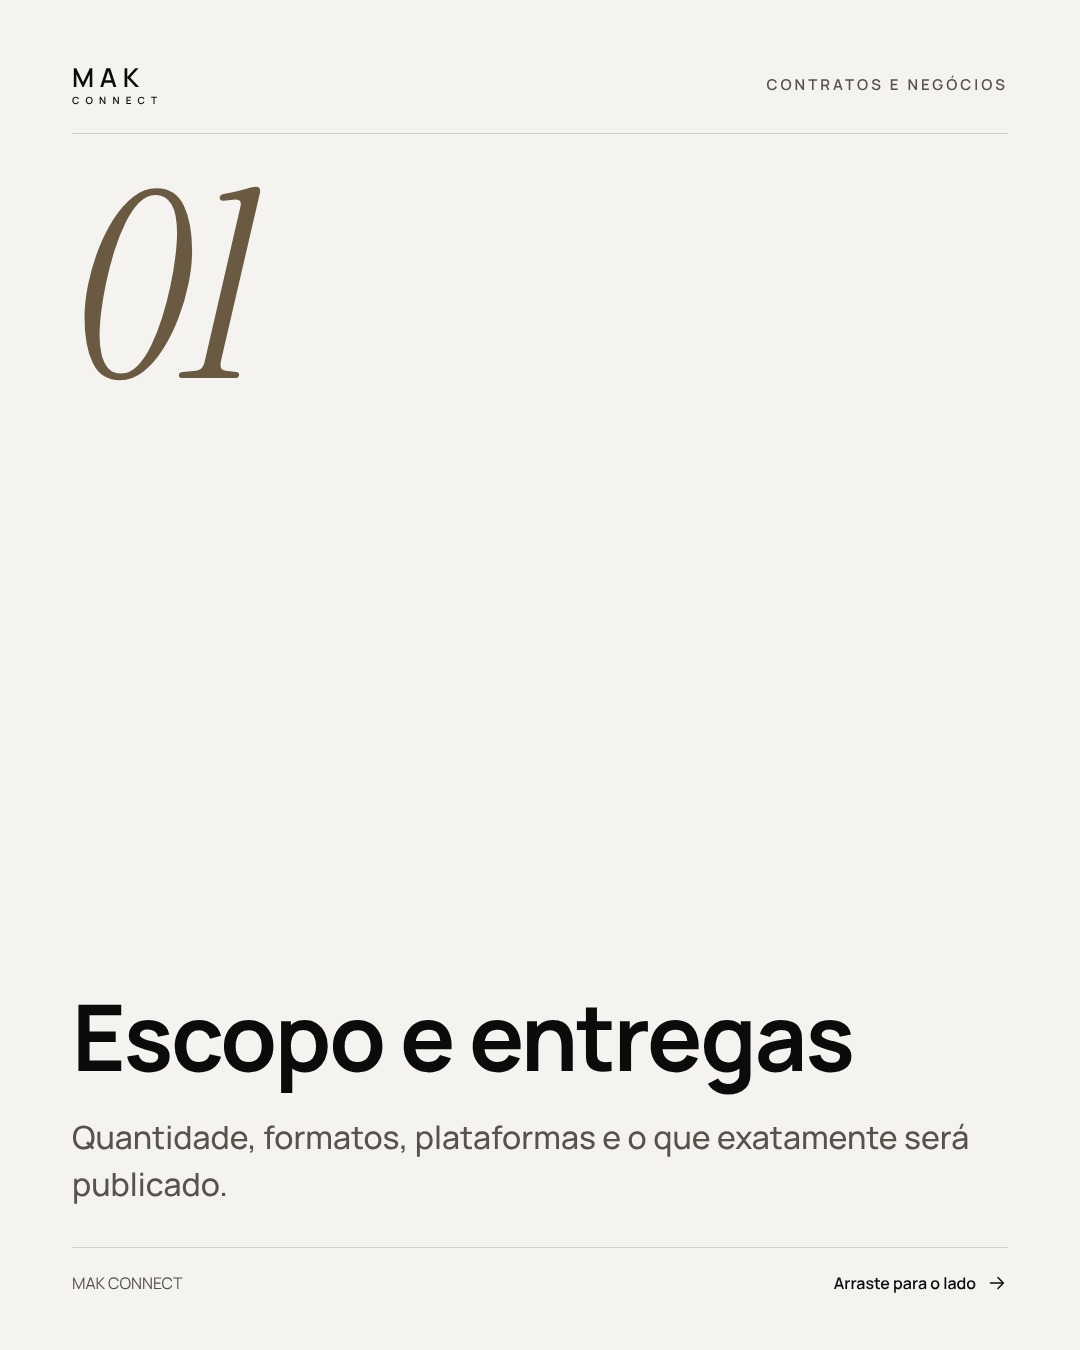 MAK
CONNECT
CONTRATOS E NEGÓCIOS
01
Escopo e entregas
Quantidade, formatos, plataformas e o que exatamente será
publicado.
MAK CONNECT
Arraste para o lado →